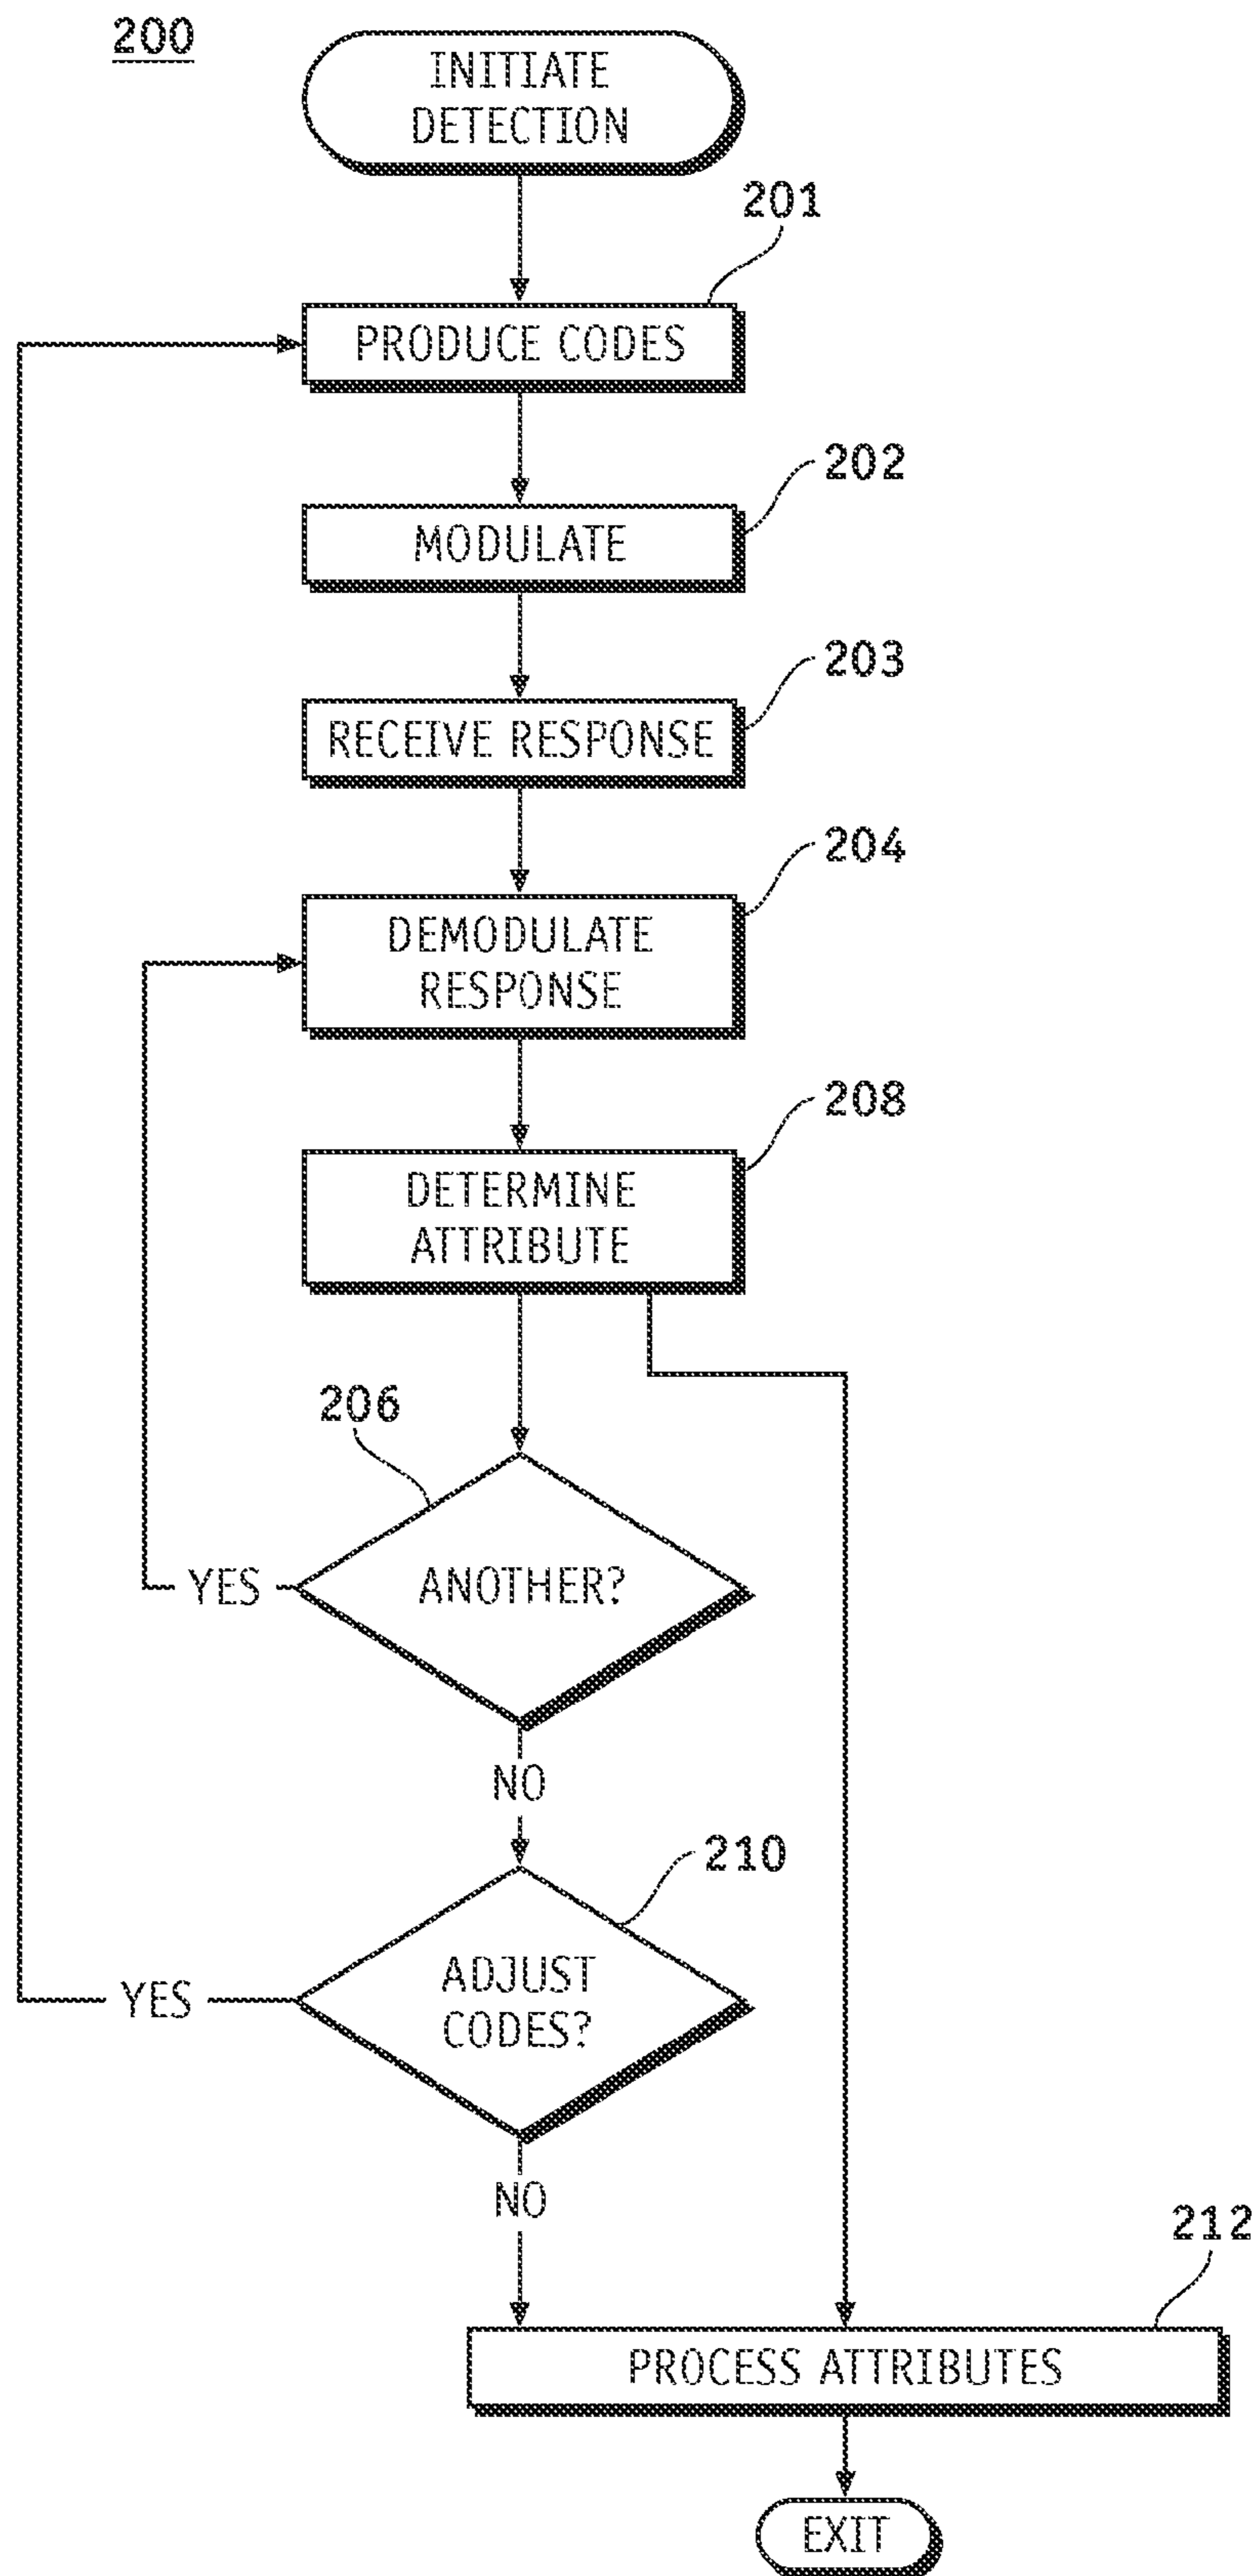 200
INITIATE
DETECTION
201
PRODUCE CODES
202
MODULATE
203
RECEIVE RESPONSE
204
DEMODULATE
RESPONSE
208
DETERMINE
ATTRIBUTE
206
ANOTHER?
YES
NO
210
ADJUST
CODES?
YES
NO
212
PROCESS ATTRIBUTES
EXIT